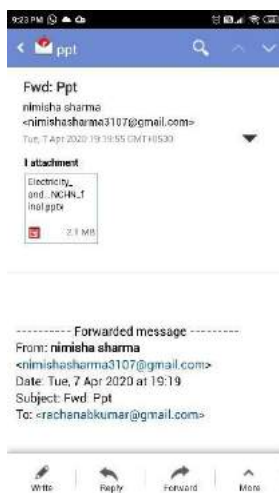 9:23 PM
ppt
Fwd: Ppt
nimisha sharma
<nimishasharma3107@gmail.com>
Tue, 7 Apr 2020 19:19:55 GMT+0530
1 attachment
Electricity_
and...NCHN_f
inal.pptx
2.1 MB
---------- Forwarded message ---------
From: nimisha sharma
<nimishasharma3107@gmail.com>
Date: Tue, 7 Apr 2020 at 19:19
Subject: Fwd: Ppt
To: <rachanabkumar@gmail.com>
Write Reply Forward More